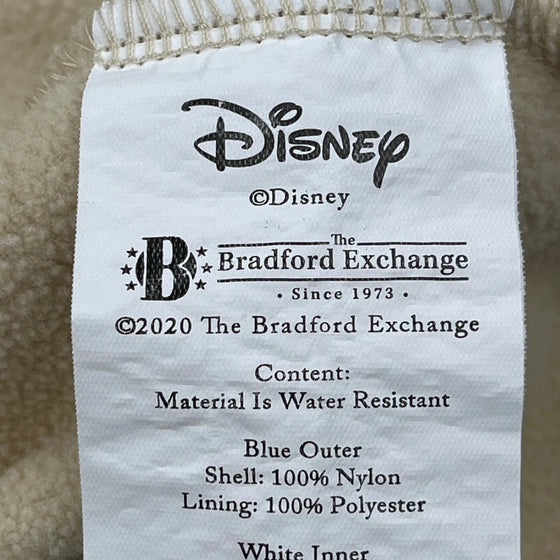 Disney
©Disney
B The
Bradford Exchange
• Since 1973 •
©2020 The Bradford Exchange
Content:
Material Is Water Resistant
Blue Outer
Shell: 100% Nylon
Lining: 100% Polyester
White Inner